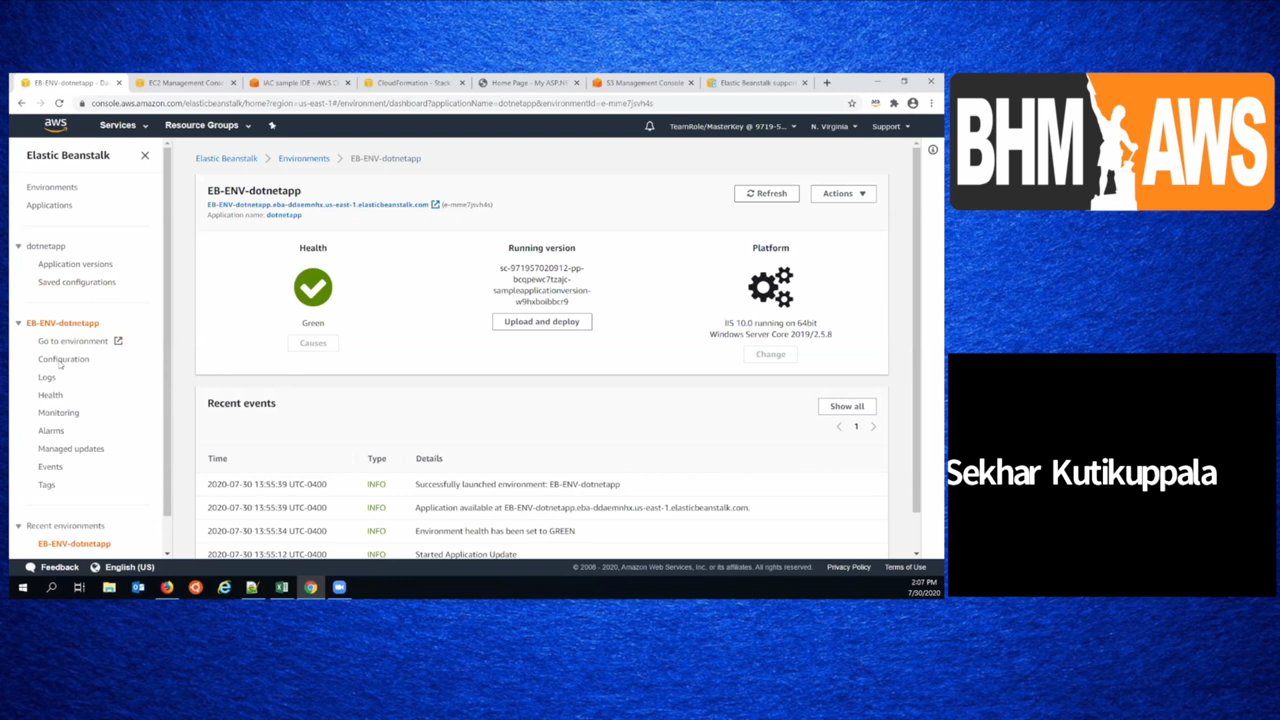 EB-ENV-dotnetapp - Da
EC2 Management Cons
IAC sample IDE - AWS C
CloudFormation - Stack
Home Page - My ASP.NE
S3 Management Console
Elastic Beanstalk suppor
console.aws.amazon.com/elasticbeanstalk/home?region=us-east-1#/environment/dashboard?applicationName=dotnetapp&environmentId=e-mme7jsvh4s
aws
Services
Resource Groups
TeamRole/MasterKey @ 9719-5...
N. Virginia
Support
Elastic Beanstalk
Environments
Applications
dotnetapp
Application versions
Saved configurations
EB-ENV-dotnetapp
Go to environment
Configuration
Logs
Health
Monitoring
Alarms
Managed updates
Events
Tags
Recent environments
EB-ENV-dotnetapp
Elastic Beanstalk > Environments > EB-ENV-dotnetapp
EB-ENV-dotnetapp
EB-ENV-dotnetapp.eba-ddaemnhx.us-east-1.elasticbeanstalk.com (e-mme7jsvh4s)
Application name: dotnetapp
Refresh
Actions
Health
Green
Causes
Running version
sc-971957020912-pp-
bcqpewc7tzajc-
sampleapplicationversion-
w9hxboibbcr9
Upload and deploy
Platform
IIS 10.0 running on 64bit
Windows Server Core 2019/2.5.8
Change
Recent events
Show all
1
Time Type Details
2020-07-30 13:55:39 UTC-0400 INFO Successfully launched environment: EB-ENV-dotnetapp
2020-07-30 13:55:39 UTC-0400 INFO Application available at EB-ENV-dotnetapp.eba-ddaemnhx.us-east-1.elasticbeanstalk.com.
2020-07-30 13:55:34 UTC-0400 INFO Environment health has been set to GREEN
2020-07-30 13:55:12 UTC-0400 INFO Started Application Update
Feedback
English (US)
© 2008 - 2020, Amazon Web Services, Inc. or its affiliates. All rights reserved.
Privacy Policy
Terms of Use
2:07 PM
7/30/2020
BHM AWS
Sekhar Kutikuppala